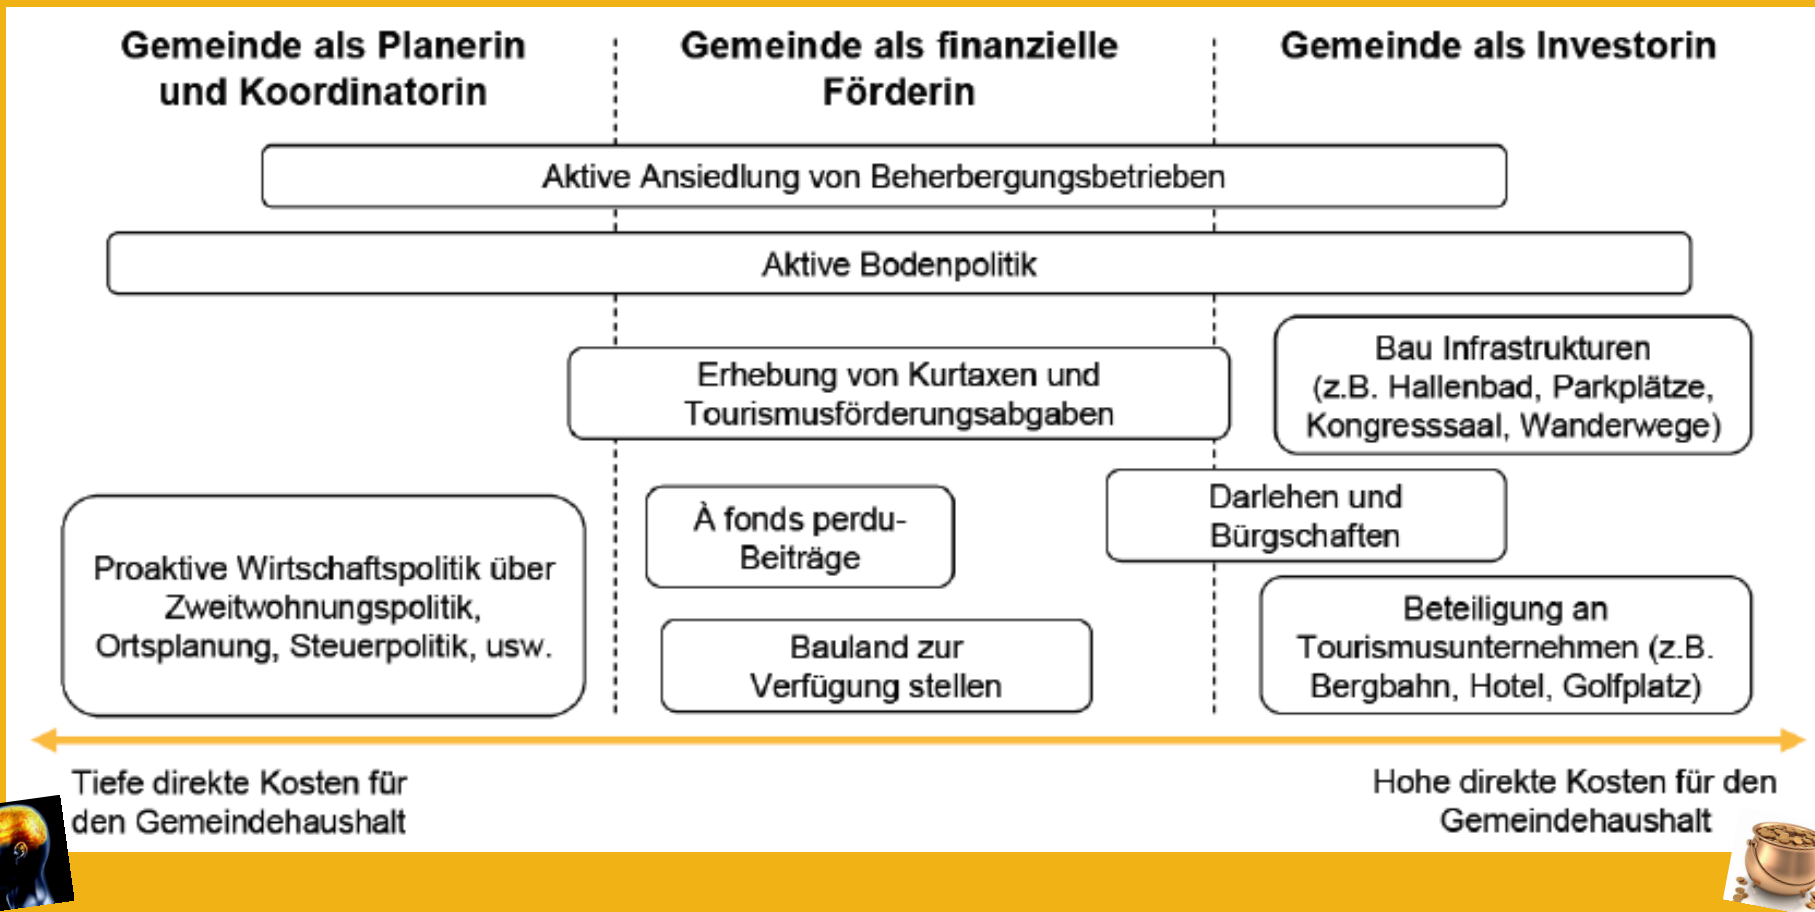 Gemeinde als Planerin
und Koordinatorin
Gemeinde als finanzielle
Förderin
Gemeinde als Investorin
Aktive Ansiedlung von Beherbergungsbetrieben
Aktive Bodenpolitik
Erhebung von Kurtaxen und
Tourismusförderungsabgaben
Bau Infrastrukturen
(z.B. Hallenbad, Parkplätze,
Kongresssaal, Wanderwege)
Proaktive Wirtschaftspolitik über
Zweitwohnungspolitik,
Ortsplanung, Steuerpolitik, usw.
À fonds perdu-
Beiträge
Darlehen und
Bürgschaften
Bauland zur
Verfügung stellen
Beteiligung an
Tourismusunternehmen (z.B.
Bergbahn, Hotel, Golfplatz)
Tiefe direkte Kosten für
den Gemeindehaushalt
Hohe direkte Kosten für den
Gemeindehaushalt